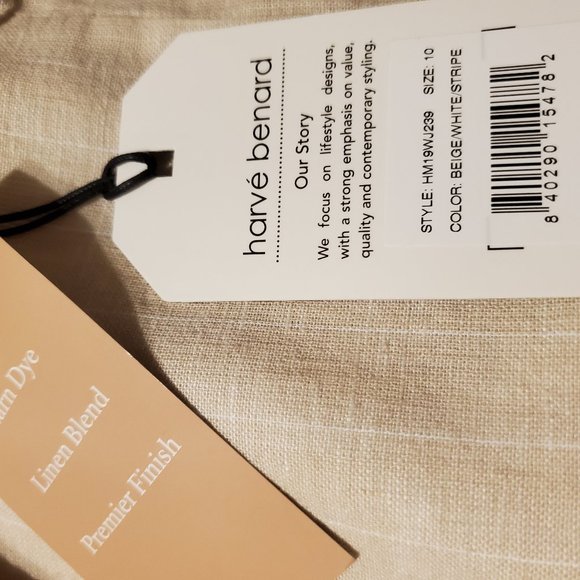 harvé benard
Our Story
We focus on lifestyle designs,
with a strong emphasis on value,
quality and contemporary styling.
STYLE: HM19WJ239 SIZE: 10
COLOR: BEIGE/WHITE/STRIPE
8 40290 15478 2
Dye
Linen Blend
Premier Finish